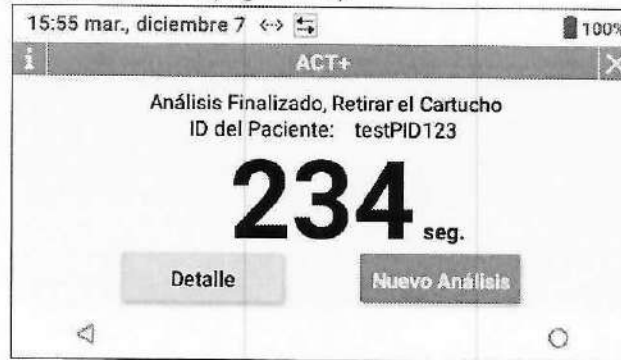 15:55 mar., diciembre 7 100%
i ACT+ X
Análisis Finalizado, Retirar el Cartucho
ID del Paciente: testPID123
234 seg.
Detalle Nuevo Análisis